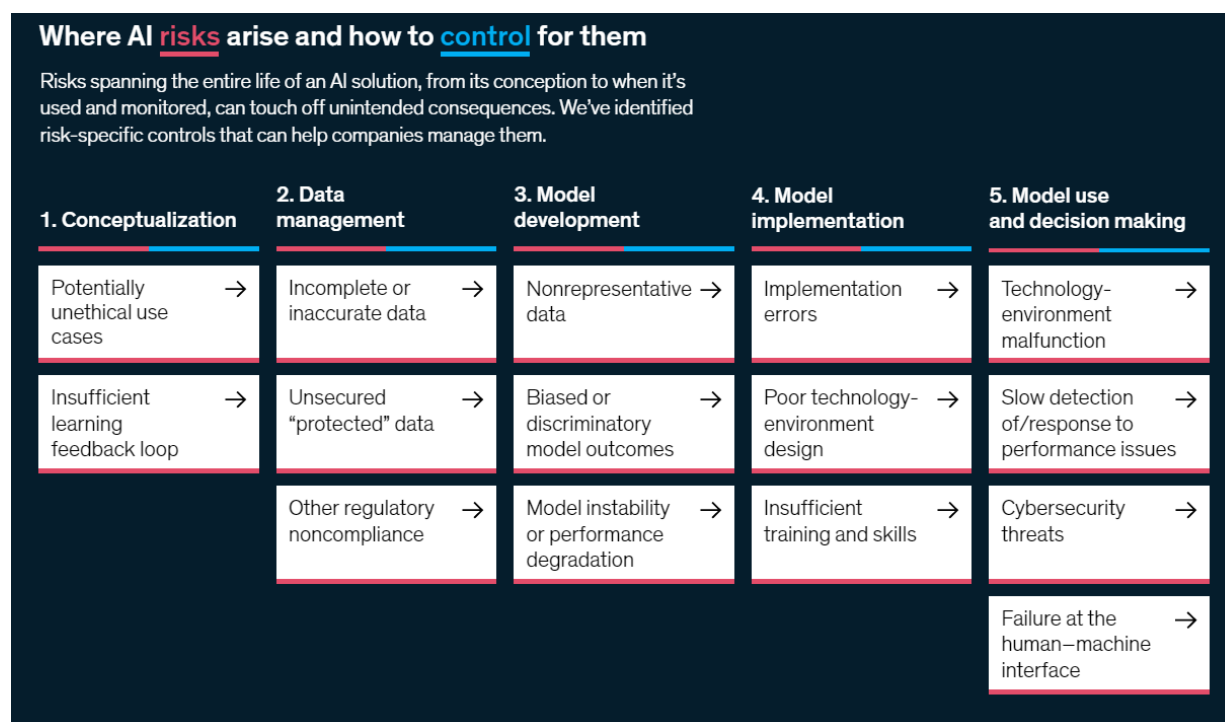 Where AI risks arise and how to control for them
Risks spanning the entire life of an AI solution, from its conception to when it's
used and monitored, can touch off unintended consequences. We've identified
risk-specific controls that can help companies manage them.
1. Conceptualization
Potentially
unethical use
cases
Insufficient
learning
feedback loop
2. Data
management
Incomplete or
inaccurate data
Unsecured
“protected” data
Other regulatory
noncompliance
3. Model
development
Nonrepresentative
data
Biased or
discriminatory
model outcomes
Model instability
or performance
degradation
4. Model
implementation
Implementation
errors
Poor technology-
environment
design
Insufficient
training and skills
5. Model use
and decision making
Technology-
environment
malfunction
Slow detection
of/response to
performance issues
Cybersecurity
threats
Failure at the
human–machine
interface